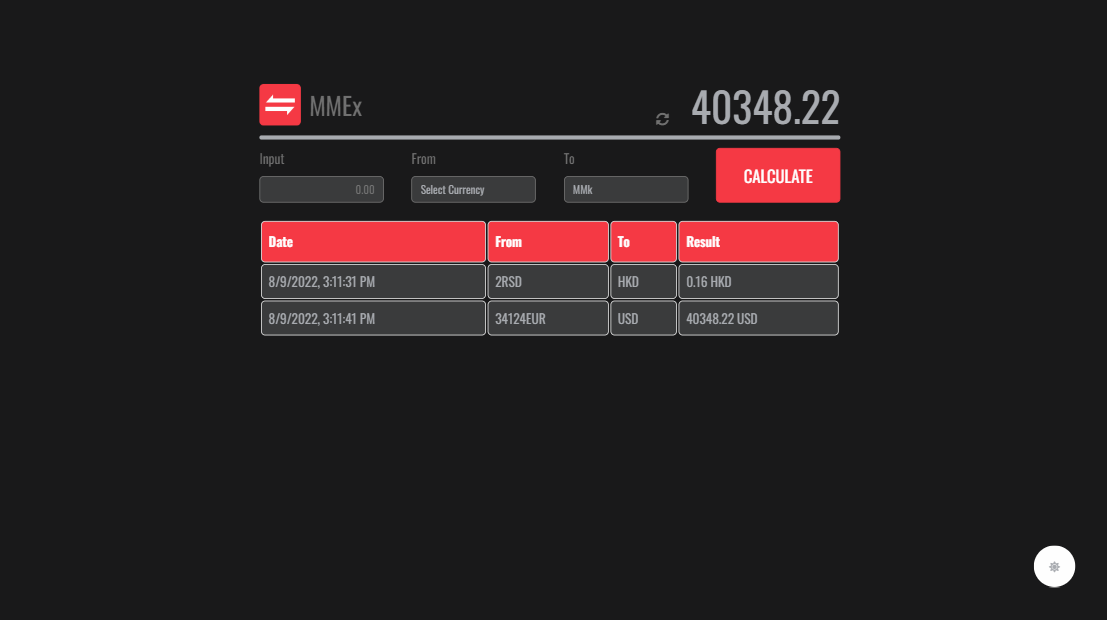 MMEx
40348.22
Input
From
To
0.00
Select Currency
MMk
CALCULATE
Date From To Result
8/9/2022, 3:11:31 PM 2RSD HKD 0.16 HKD
8/9/2022, 3:11:41 PM 34124EUR USD 40348.22 USD